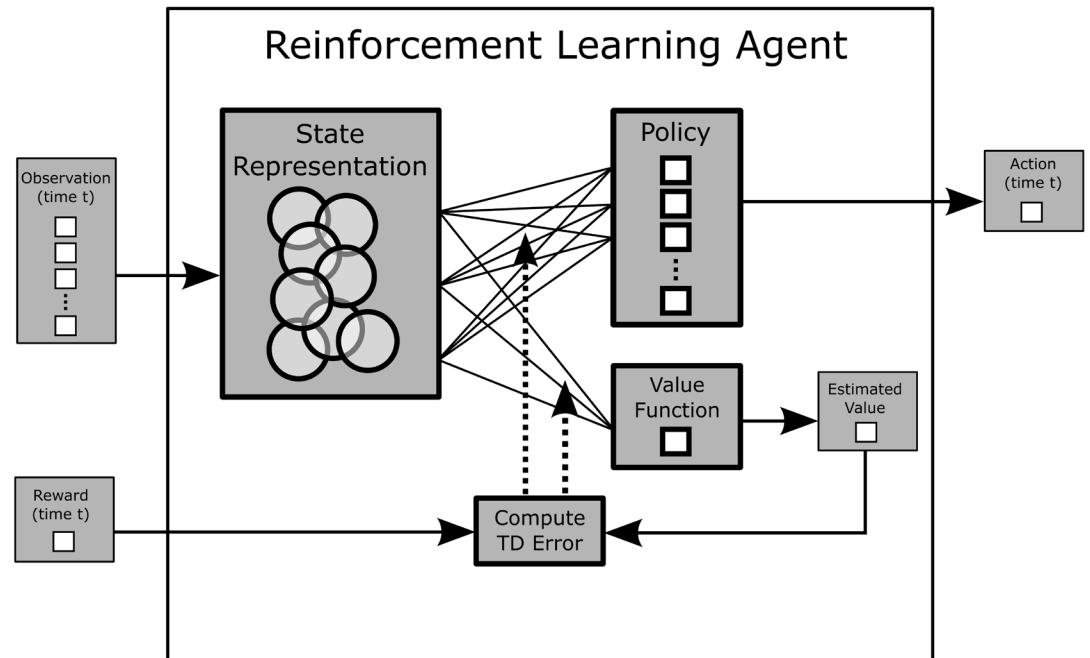 Reinforcement Learning Agent
Observation
(time t)
State
Representation
Policy
Action
(time t)
Value
Function
Estimated
Value
Reward
(time t)
Compute
TD Error